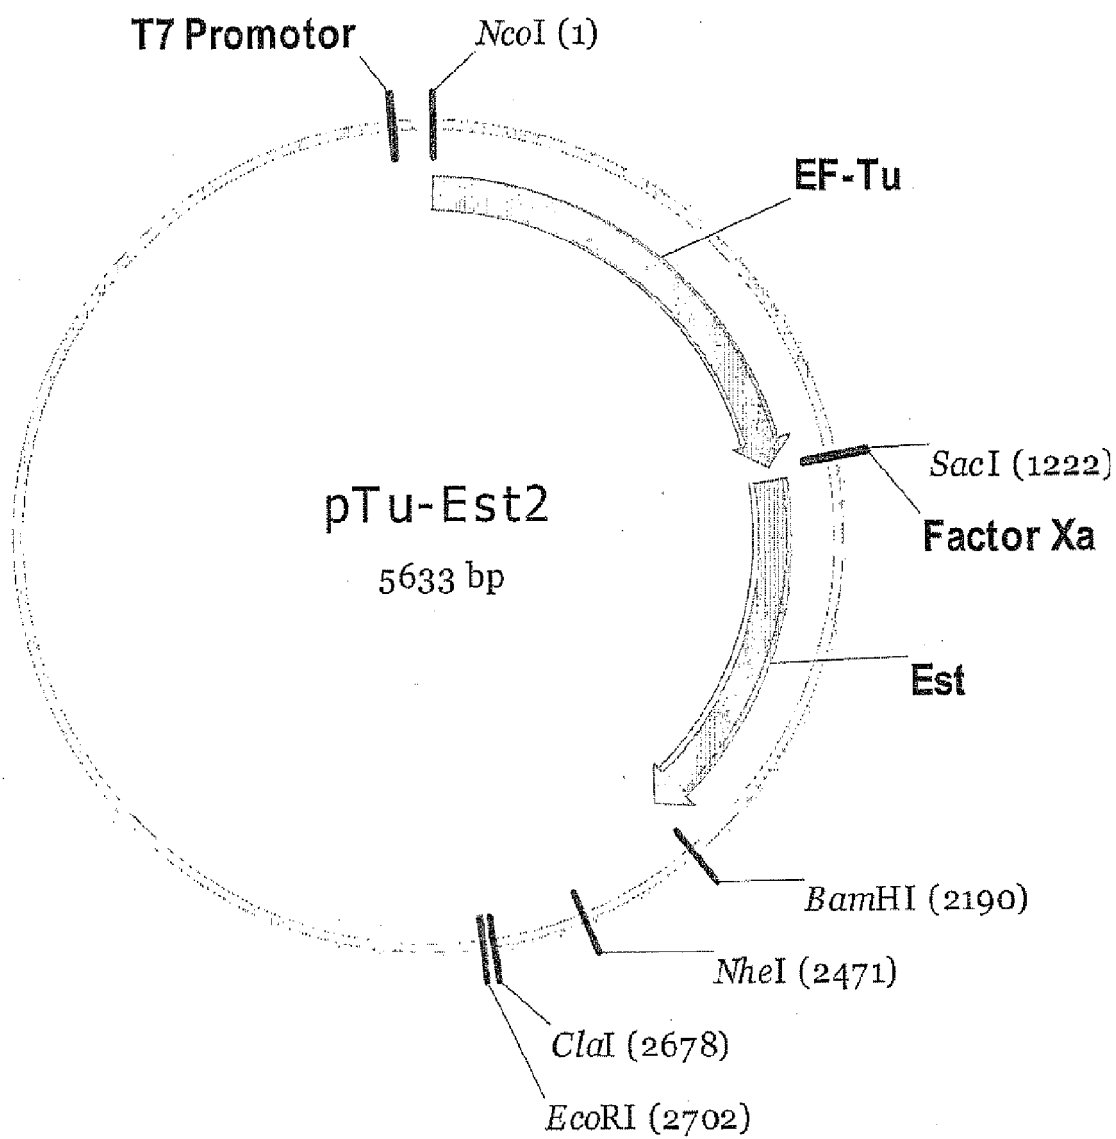 T7 Promotor
NcoI (1)
EF-Tu
SacI (1222)
Factor Xa
pTu-Est2
5633 bp
Est
BamHI (2190)
NheI (2471)
ClaI (2678)
EcoRI (2702)